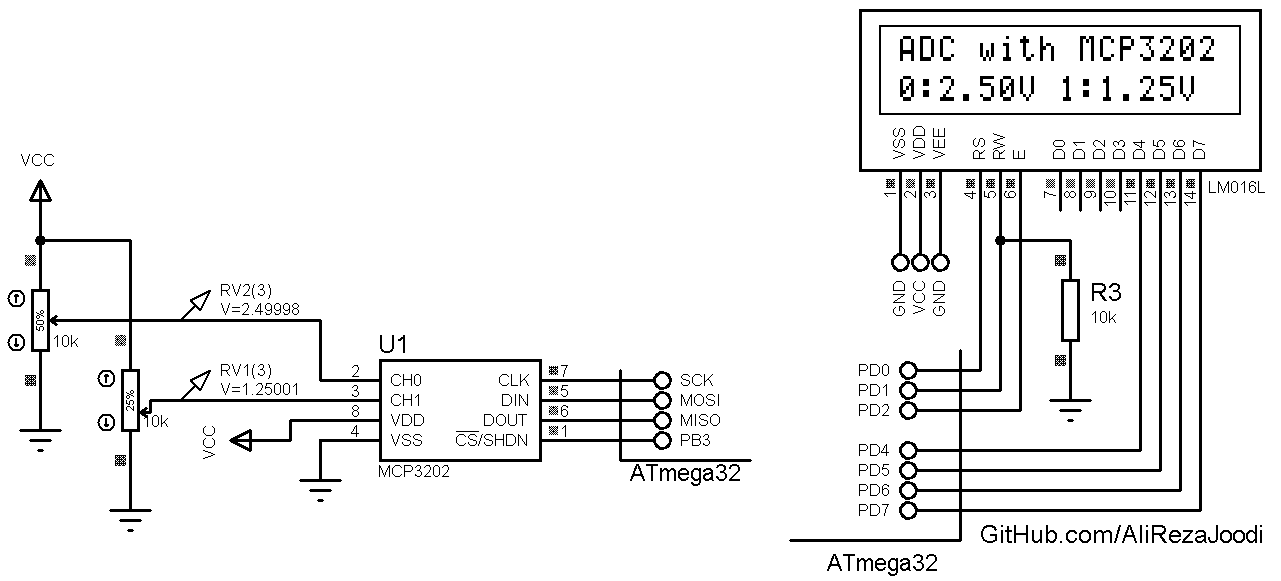 ADC with MCP3202
0:2.50V 1:1.25V
VSS
VDD
VEE
RS
RW
E
D0
D1
D2
D3
D4
D5
D6
D7
1
2
3
4
5
6
7
8
9
10
11
12
13
14
LM016L
GND
VCC
GND
R3
10k
PD0
PD1
PD2
PD4
PD5
PD6
PD7
ATmega32
GitHub.com/AliRezaJoodi
VCC
50%
10k
25%
10k
RV2(3)
V=2.49998
RV1(3)
V=1.25001
VCC
U1
2 CH0 CLK 7 SCK
3 CH1 DIN 5 MOSI
8 VDD DOUT 6 MISO
4 VSS CS/SHDN 1 PB3
MCP3202
ATmega32